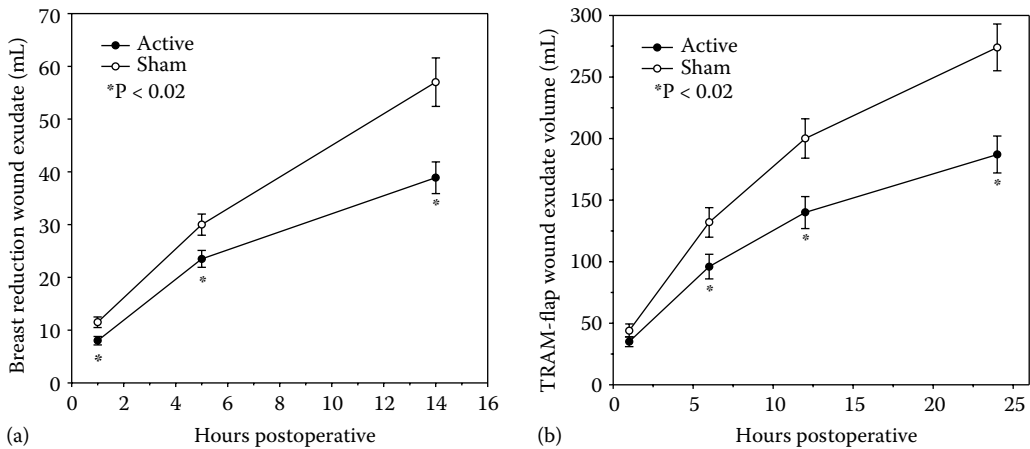 70
60
50
40
30
20
10
0
Breast reduction wound exudate (mL)
Active
Sham
*P < 0.02
*
*
*
0 2 4 6 8 10 12 14 16
(a)
Hours postoperative
300
250
200
150
100
50
0
TRAM-flap wound exudate volume (mL)
Active
Sham
*P < 0.02
*
*
*
0 5 10 15 20 25
(b)
Hours postoperative